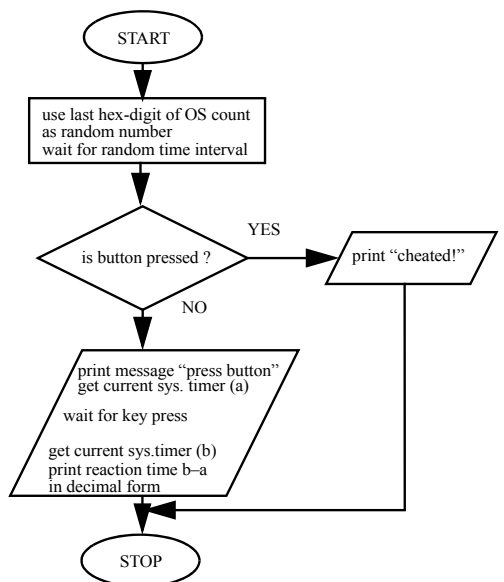 START
use last hex-digit of OS count
as random number
wait for random time interval
is button pressed ?
YES
print “cheated!”
NO
print message “press button”
get current sys. timer (a)
wait for key press
get current sys.timer (b)
print reaction time b–a
in decimal form
STOP